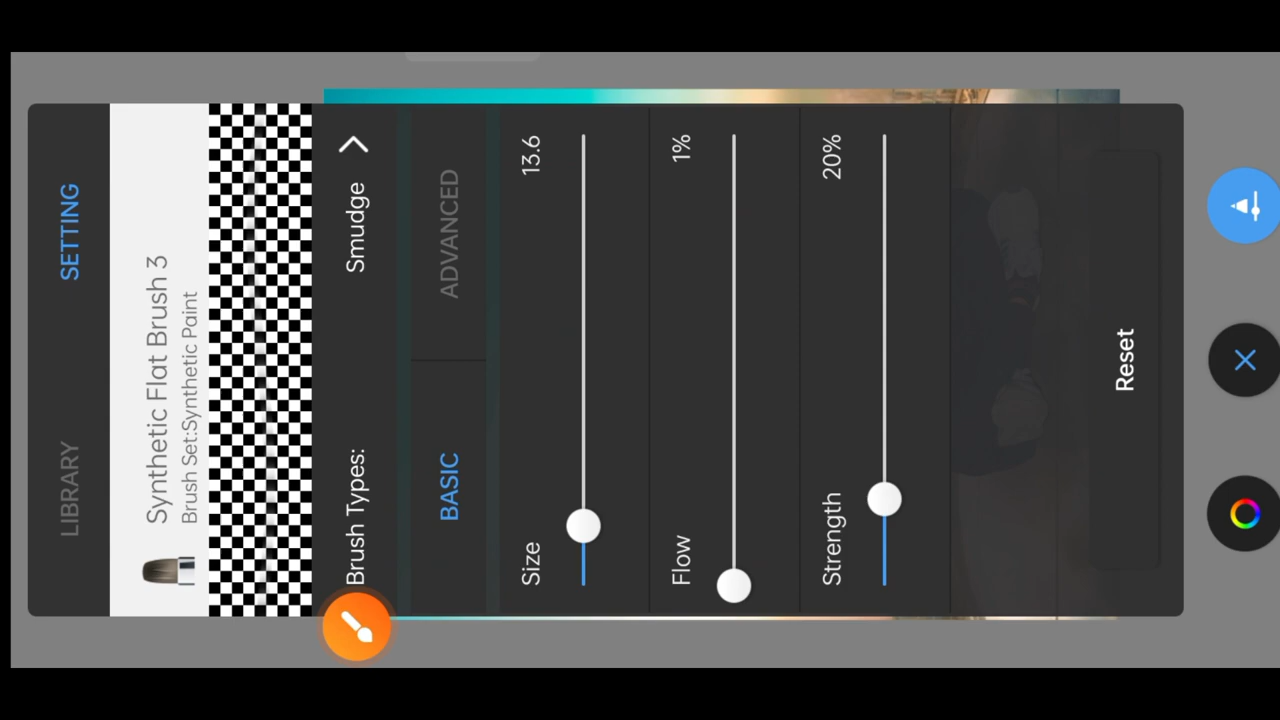 LIBRARY SETTING
Synthetic Flat Brush 3
Brush Set:Synthetic Paint
Brush Types: Smudge
BASIC ADVANCED
Size 13.6
Flow 1%
Strength 20%
Reset